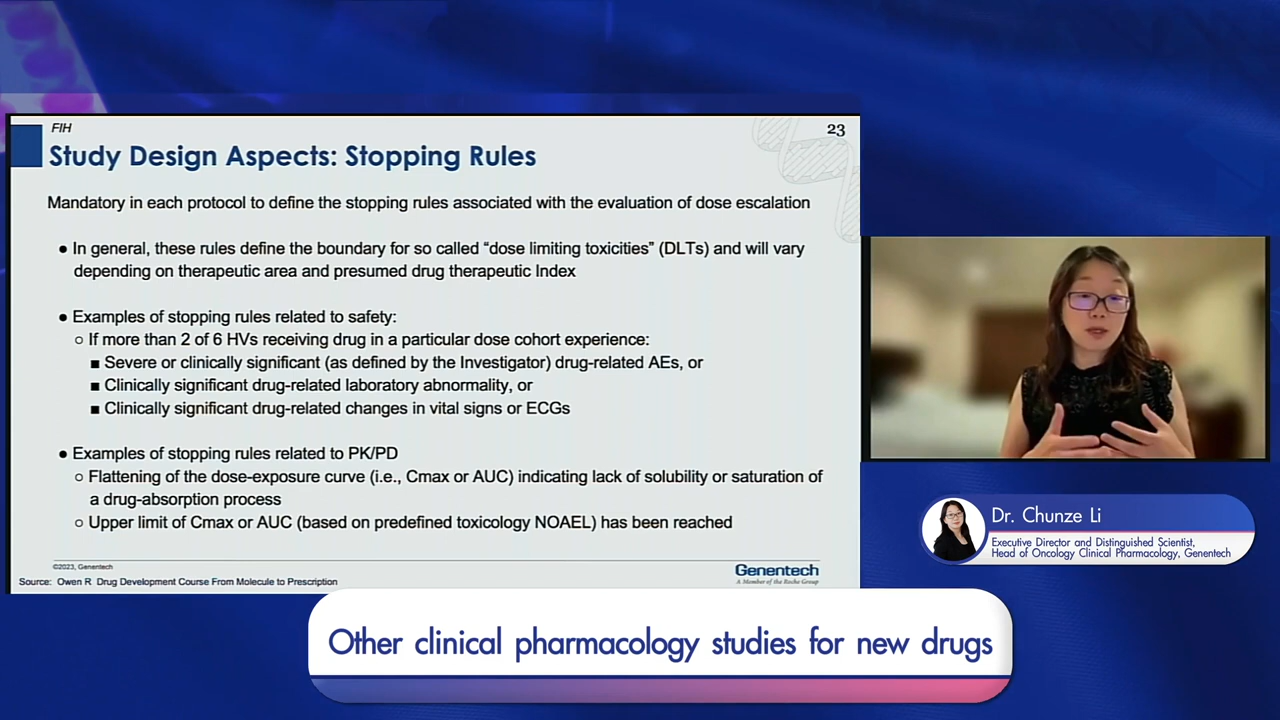 FIH
23
Study Design Aspects: Stopping Rules
Mandatory in each protocol to define the stopping rules associated with the evaluation of dose escalation
● In general, these rules define the boundary for so called “dose limiting toxicities” (DLTs) and will vary
depending on therapeutic area and presumed drug therapeutic Index
● Examples of stopping rules related to safety:
○ If more than 2 of 6 HVs receiving drug in a particular dose cohort experience:
■ Severe or clinically significant (as defined by the Investigator) drug-related AEs, or
■ Clinically significant drug-related laboratory abnormality, or
■ Clinically significant drug-related changes in vital signs or ECGs
● Examples of stopping rules related to PK/PD
○ Flattening of the dose-exposure curve (i.e., Cmax or AUC) indicating lack of solubility or saturation of
a drug-absorption process
○ Upper limit of Cmax or AUC (based on predefined toxicology NOAEL) has been reached
©2023, Genentech
Source: Owen R Drug Development Course From Molecule to Prescription
Genentech
A Member of the Roche Group
Dr. Chunze Li
Executive Director and Distinguished Scientist,
Head of Oncology Clinical Pharmacology, Genentech
Other clinical pharmacology studies for new drugs